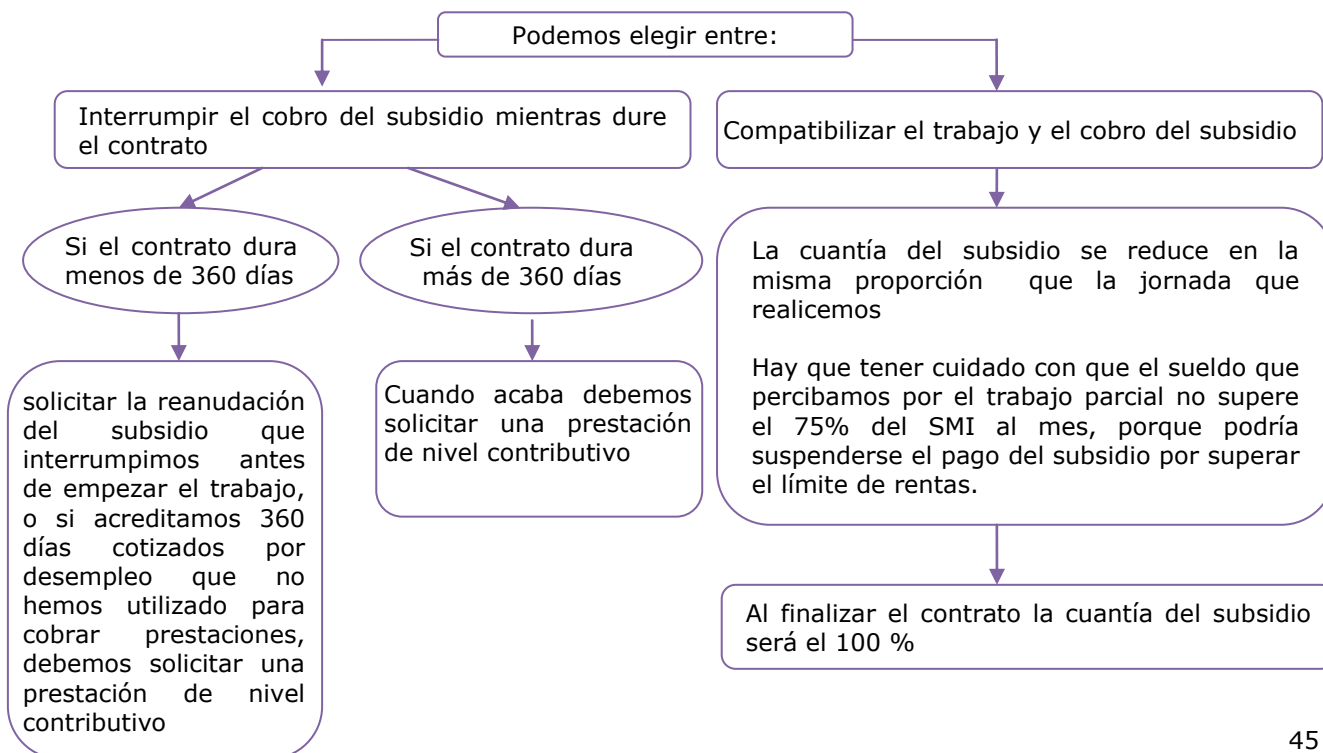 Podemos elegir entre:
Interrumpir el cobro del subsidio mientras dure
el contrato
Compatibilizar el trabajo y el cobro del subsidio
Si el contrato dura
menos de 360 días
Si el contrato dura
más de 360 días
La cuantía del subsidio se reduce en la
misma proporción que la jornada que
realicemos
Hay que tener cuidado con que el sueldo que
percibamos por el trabajo parcial no supere
el 75% del SMI al mes, porque podría
suspenderse el pago del subsidio por superar
el límite de rentas.
solicitar la reanudación
del subsidio que
interrumpimos antes
de empezar el trabajo,
o si acreditamos 360
días cotizados por
desempleo que no
hemos utilizado para
cobrar prestaciones,
debemos solicitar una
prestación de nivel
contributivo
Cuando acaba debemos
solicitar una prestación
de nivel contributivo
Al finalizar el contrato la cuantía del subsidio
será el 100 %
45